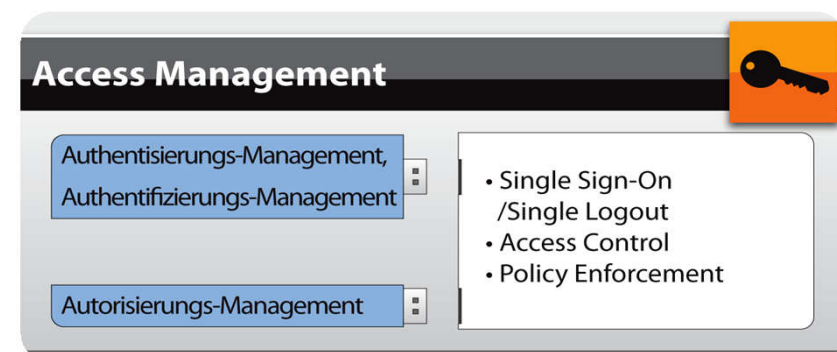 Access Management
Authentisierungs-Management,
Authentifizierungs-Management
Autorisierungs-Management
• Single Sign-On
/Single Logout
• Access Control
• Policy Enforcement